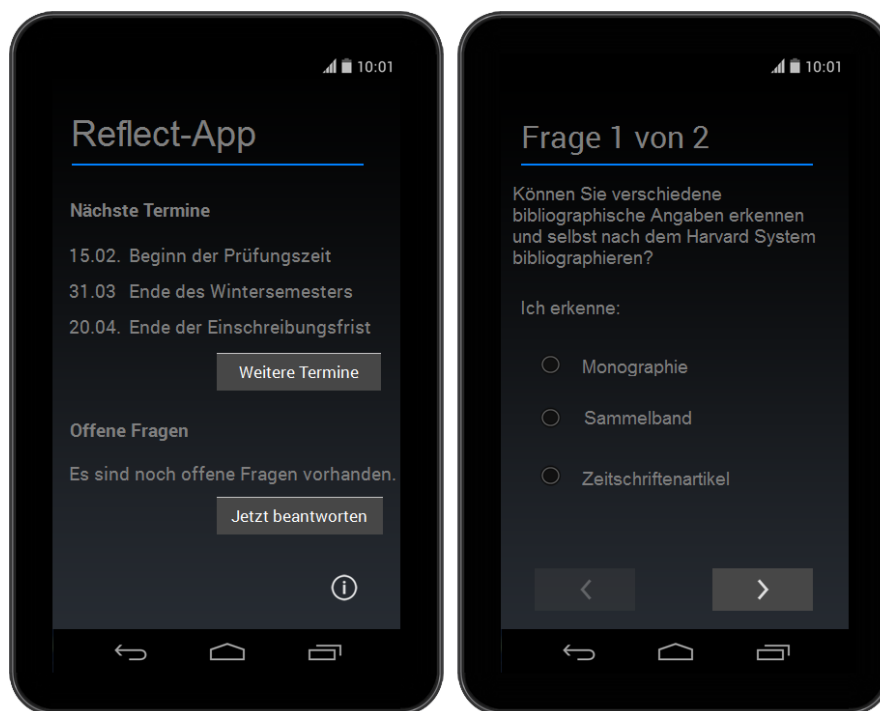 10:01
Reflect-App
Nächste Termine
15.02. Beginn der Prüfungszeit
31.03 Ende des Wintersemesters
20.04. Ende der Einschreibungsfrist
Weitere Termine
Offene Fragen
Es sind noch offene Fragen vorhanden.
Jetzt beantworten
10:01
Frage 1 von 2
Können Sie verschiedene
bibliographische Angaben erkennen
und selbst nach dem Harvard System
bibliographieren?
Ich erkenne:
Monographie
Sammelband
Zeitschriftenartikel